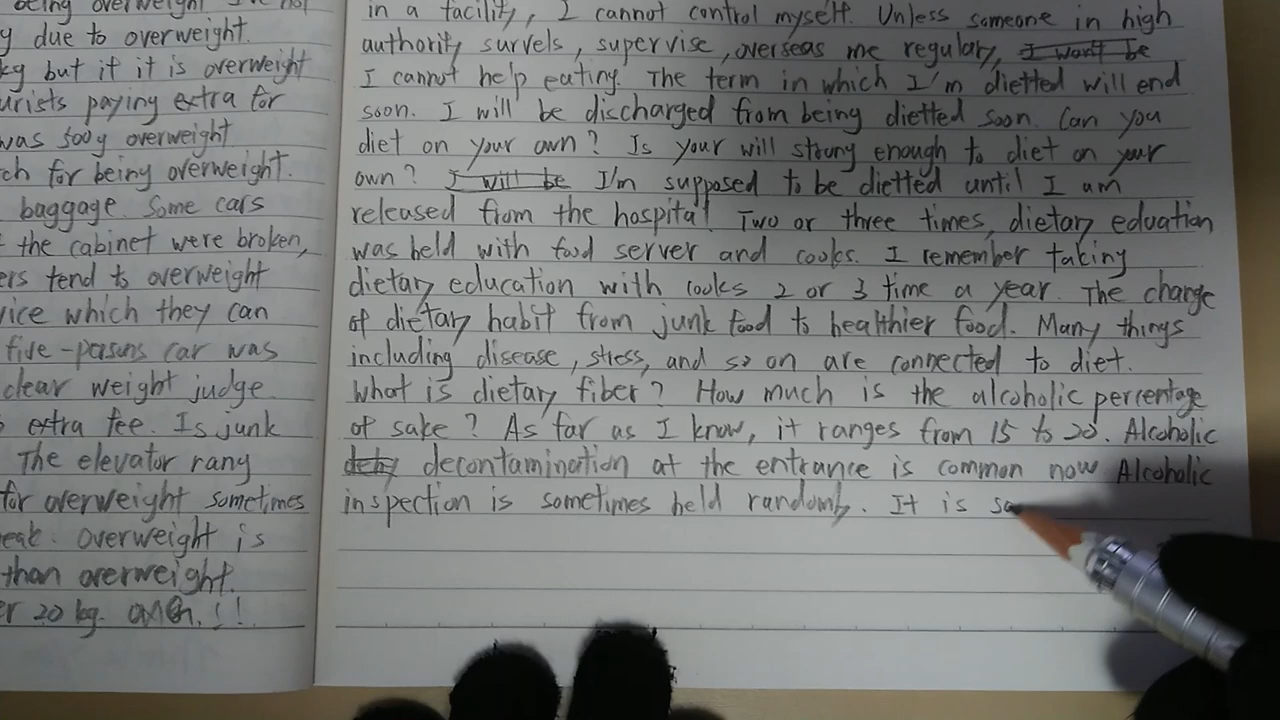 being overweight I've not
y due to overweight.
kg but if it is overweight
urists paying extra for
was 500g overweight
ch for being overweight.
baggage. Some cars
the cabinet were broken,
ers tend to overweight
vice which they can
five-persons car was
clear weight judge
extra fee. Is junk
The elevator rang
for overweight sometimes
eak. overweight is
than overweight.
er 20 kg. OMG.!!
in a facility, I cannot control myself. Unless someone in high
authority survels, supervise, overseas me regulary, I won't be
I cannot help eating. The term in which I'm dietted will end
soon. I will be discharged from being dietted soon. Can you
diet on your own? Is your will strong enough to diet on your
own? I will be I'm supposed to be dietted until I am
released from the hospital. Two or three times, dietary eduation
was held with food server and cooks. I remember taking
dietary education with cooks 2 or 3 time a year. The change
of dietary habit from junk food to healthier food. Many things
including disease, stress, and so on are connected to diet.
What is dietary fiber? How much is the alcoholic percentage
of sake? As far as I know, it ranges from 15 to 20. Alcoholic
decontamination at the entrance is common now. Alcoholic
inspection is sometimes held randomly. It is sa